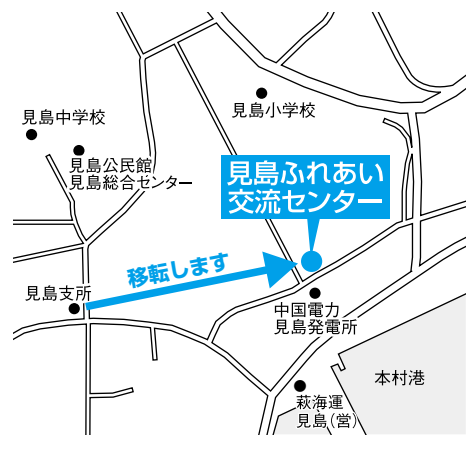 見島小学校
見島中学校
見島公民館
見島総合センター
見島ふれあい
交流センター
移転します
見島支所
中国電力
見島発電所
本村港
萩海運
見島(営)